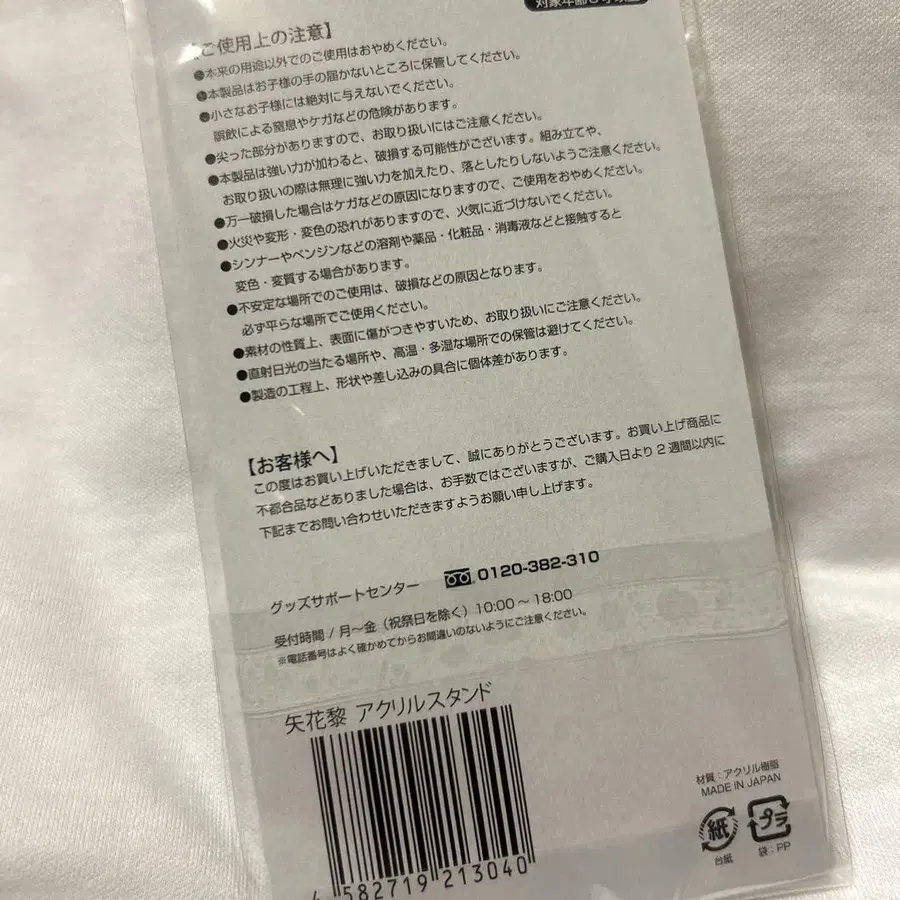 【ご使用上の注意】
●本来の用途以外でのご使用はおやめください。
●本製品はお子様の手の届かないところに保管してください。
●小さなお子様には絶対に与えないでください。
誤飲による窒息やケガなどの危険があります。
●尖った部分がありますので、お取り扱いにはご注意ください。
●本製品は強い力が加わると、破損する可能性がございます。組み立てや、
お取り扱いの際は無理に強い力を加えたり、落としたりしないようご注意ください。
●万一破損した場合はケガなどの原因になりますので、ご使用をおやめください。
●火災や変形・変色の恐れがありますので、火気に近づけないでください。
●シンナーやベンジンなどの溶剤や薬品・化粧品・消毒液などと接触すると
変色・変質する場合があります。
●不安定な場所でのご使用は、破損などの原因となります。
必ず平らな場所でご使用ください。
●素材の性質上、表面に傷がつきやすいため、お取り扱いにご注意ください。
●直射日光の当たる場所や、高温・多湿な場所での保管は避けてください。
●製造の工程上、形状や差し込みの具合に個体差があります。
【お客様へ】
この度はお買い上げいただきまして、誠にありがとうございます。お買い上げ商品に
不都合品などありました場合は、お手数ではございますが、ご購入日より2週間以内に
下記までお問い合わせいただきますようお願い申し上げます。
グッズサポートセンター 0120-382-310
受付時間 / 月〜金（祝祭日を除く）10:00〜18:00
※電話番号はよく確かめてからお間違いのないようにご注意ください。
矢花黎 アクリルスタンド
4 582719 213040
材質：アクリル樹脂
MADE IN JAPAN
紙
プラ
台紙
袋：PP